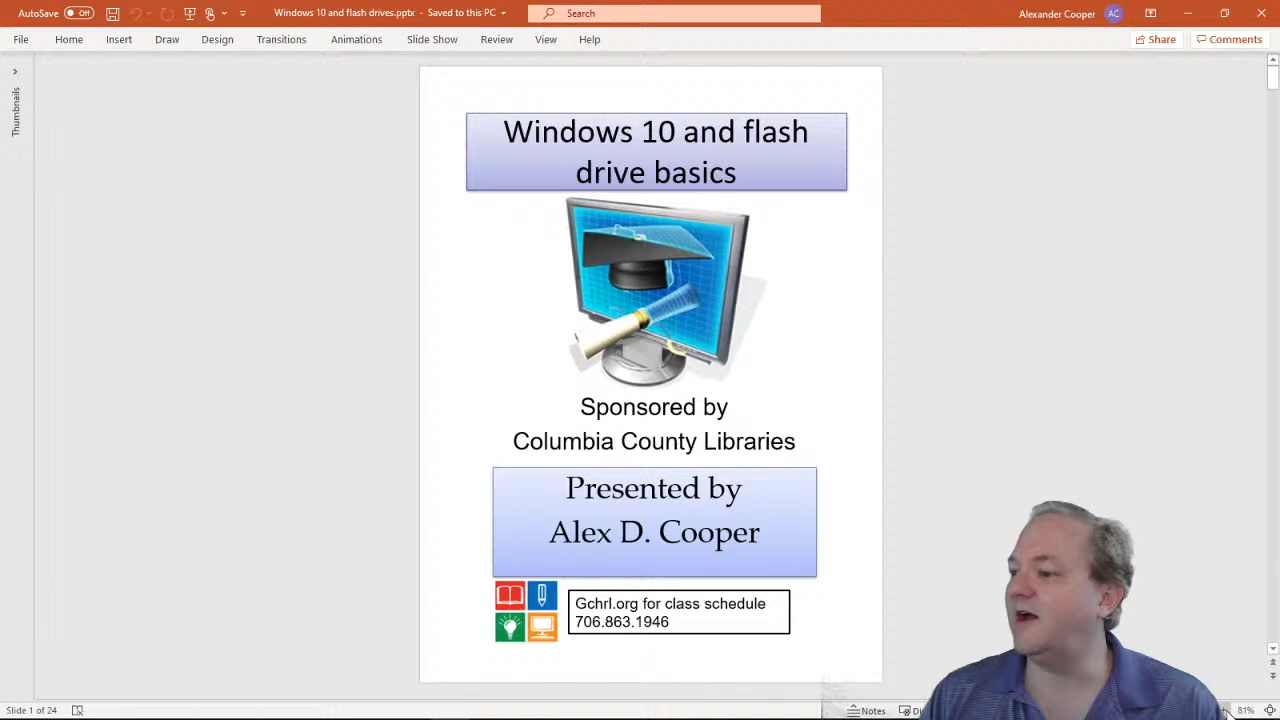 AutoSave Off
Windows 10 and flash drives.pptx - Saved to this PC
Search
Alexander Cooper AC
File Home Insert Draw Design Transitions Animations Slide Show Review View Help
Share Comments
Thumbnails
Windows 10 and flash
drive basics
Sponsored by
Columbia County Libraries
Presented by
Alex D. Cooper
Gchrl.org for class schedule
706.863.1946
Slide 1 of 24
Notes
81%